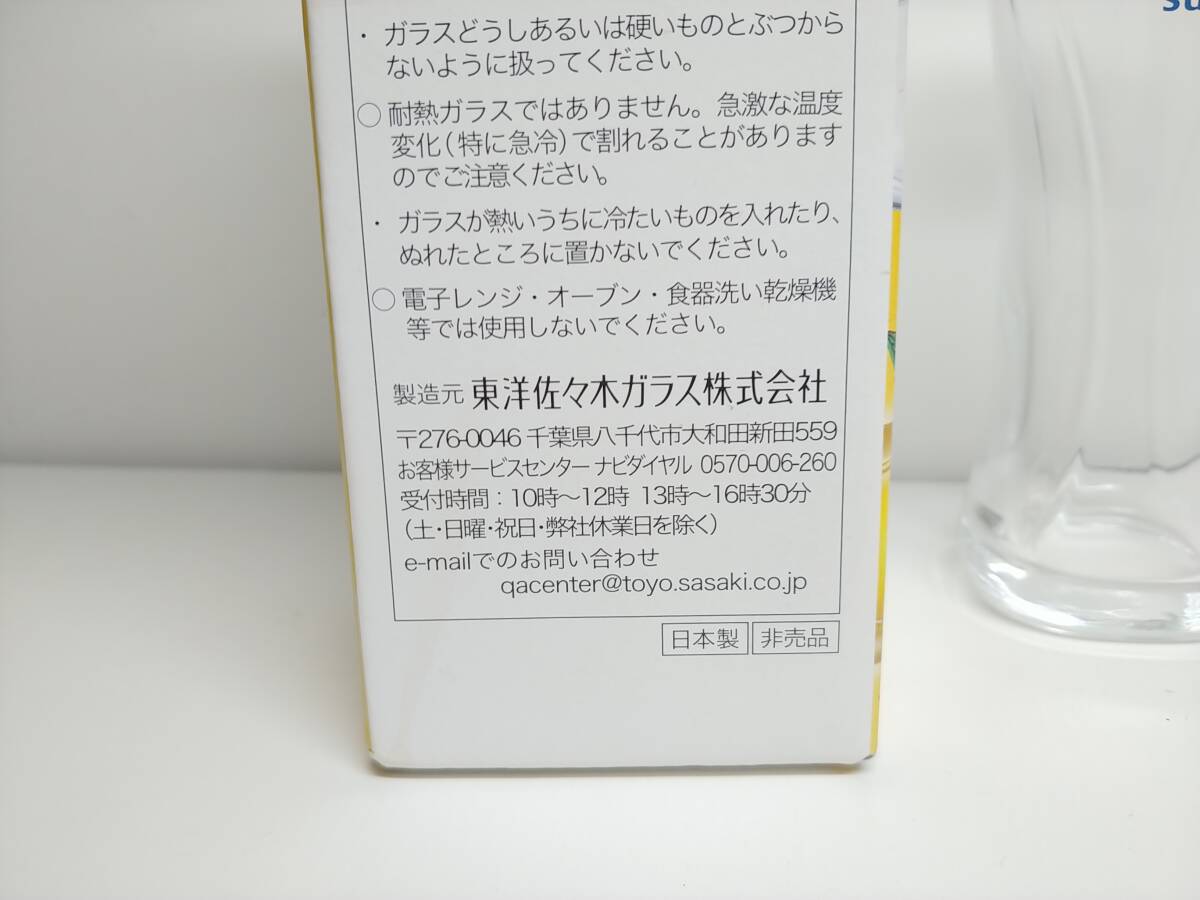 ・ ガラスどうしあるいは硬いものとぶつから
ないように扱ってください。
○ 耐熱ガラスではありません。急激な温度
変化(特に急冷)で割れることがあります
のでご注意ください。
・ ガラスが熱いうちに冷たいものを入れたり、
ぬれたところに置かないでください。
○ 電子レンジ・オーブン・食器洗い乾燥機
等では使用しないでください。
製造元 東洋佐々木ガラス株式会社
〒276-0046 千葉県八千代市大和田新田559
お客様サービスセンター ナビダイヤル 0570-006-260
受付時間：10時〜12時 13時〜16時30分
(土・日曜・祝日・弊社休業日を除く)
e-mailでのお問い合わせ
qacenter@toyo.sasaki.co.jp
日本製 非売品